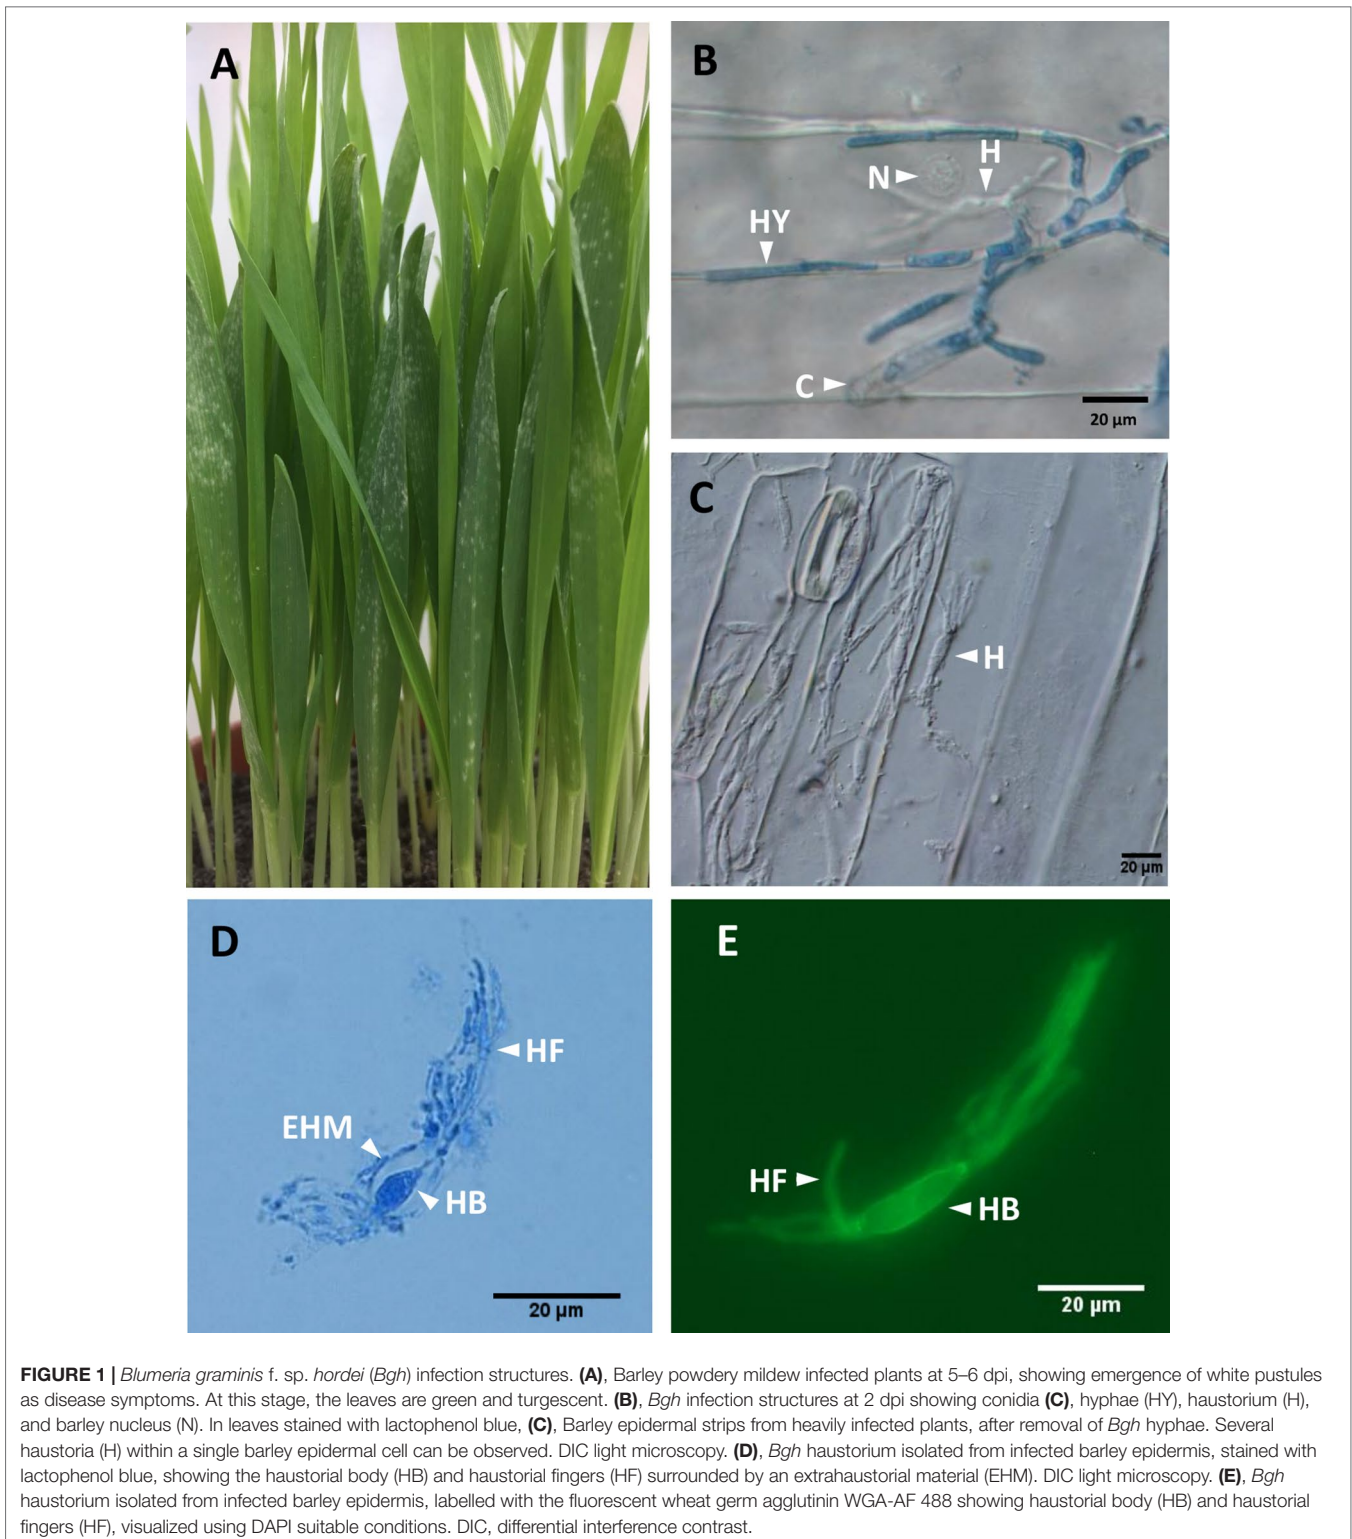 A
B
H
N
HY
C
20 µm
C
H
20 µm
D
HF
EHM
HB
20 µm
E
HF
HB
20 µm
FIGURE 1 | Blumeria graminis f. sp. hordei (Bgh) infection structures. (A), Barley powdery mildew infected plants at 5–6 dpi, showing emergence of white pustules
as disease symptoms. At this stage, the leaves are green and turgescent. (B), Bgh infection structures at 2 dpi showing conidia (C), hyphae (HY), haustorium (H),
and barley nucleus (N). In leaves stained with lactophenol blue, (C), Barley epidermal strips from heavily infected plants, after removal of Bgh hyphae. Several
haustoria (H) within a single barley epidermal cell can be observed. DIC light microscopy. (D), Bgh haustorium isolated from infected barley epidermis, stained with
lactophenol blue, showing the haustorial body (HB) and haustorial fingers (HF) surrounded by an extrahaustorial material (EHM). DIC light microscopy. (E), Bgh
haustorium isolated from infected barley epidermis, labelled with the fluorescent wheat germ agglutinin WGA-AF 488 showing haustorial body (HB) and haustorial
fingers (HF), visualized using DAPI suitable conditions. DIC, differential interference contrast.